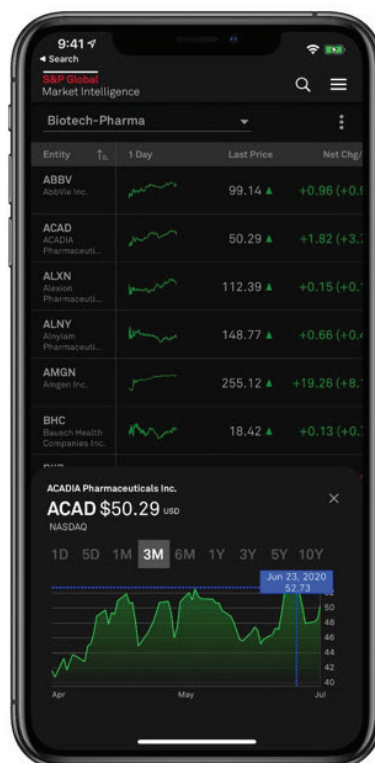 9:41
Search
S&P Global
Market Intelligence
Biotech-Pharma
Entity 1 Day Last Price Net Chg/
ABBV 99.14 ▲ +0.96
AbbVie Inc.
ACAD 50.29 ▲ +1.82 (+3.
ACADIA
Pharmaceuti...
ALXN 112.39 ▲ +0.15
Alexion
Pharmaceuti...
ALNY 148.77 ▲ +0.66
Alnylam
Pharmaceuti...
AMGN 255.12 ▲ +19.26 (+8.
Amgen Inc.
BHC 18.42 ▲ +0.13 (+0.
Bausch Health
Companies Inc.
ACADIA Pharmaceuticals Inc.
ACAD $50.29 USD
NASDAQ
1D 5D 1M 3M 6M 1Y 3Y 5Y 10Y
Jun 23, 2020
52.73
52
50
48
46
44
42
40
Apr May Jul